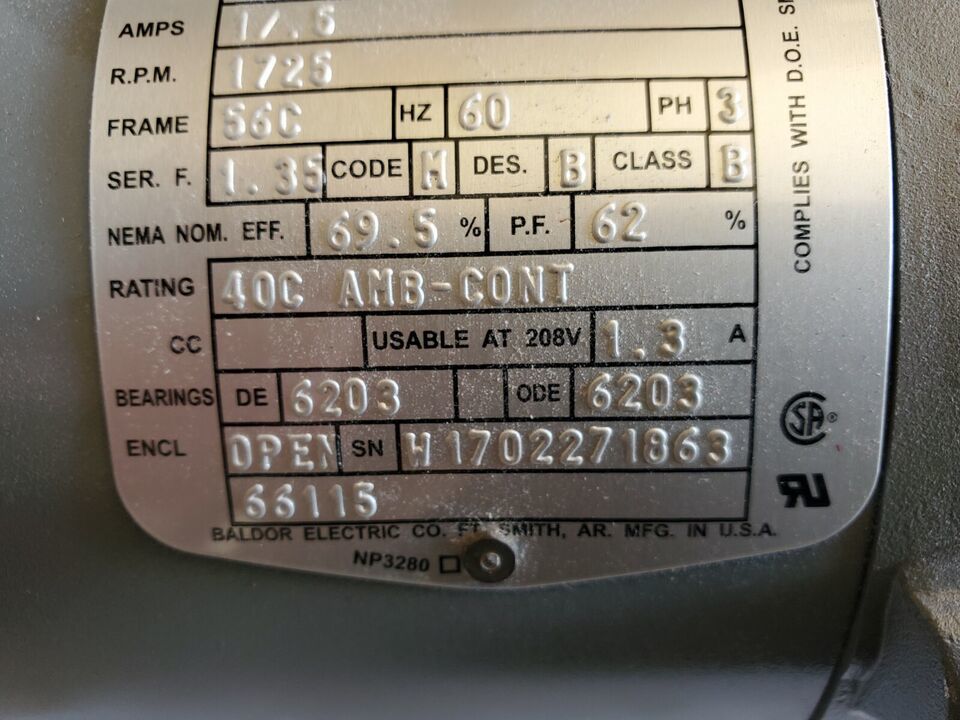 AMPS
R.P.M. 1725
FRAME 56C HZ 60 PH 3
SER. F. 1.35 CODE M DES. B CLASS B
NEMA NOM. EFF. 69.5 % P.F. 62 %
RATING 40C AMB-CONT
CC USABLE AT 208V 1.3 A
BEARINGS DE 6203 ODE 6203
ENCL OPEN SN W1702271863
66115
BALDOR ELECTRIC CO. FT. SMITH, AR. MFG. IN U.S.A.
NP3280
COMPLIES WITH D.O.E.
SA ®
UR